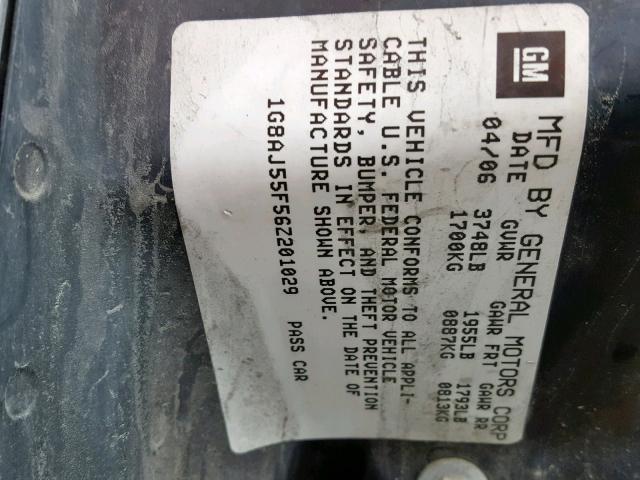 GM
MFD BY GENERAL MOTORS CORP
DATE GVWR GAWR FRT GAWR RR
04/06 3748LB 1955LB 1793LB
1700KG 0887KG 0813KG
THIS VEHICLE CONFORMS TO ALL APPLI-
CABLE U.S. FEDERAL MOTOR VEHICLE
SAFETY, BUMPER, AND THEFT PREVENTION
STANDARDS IN EFFECT ON THE DATE OF
MANUFACTURE SHOWN ABOVE.
1G8AJ55F56Z201029 PASS CAR